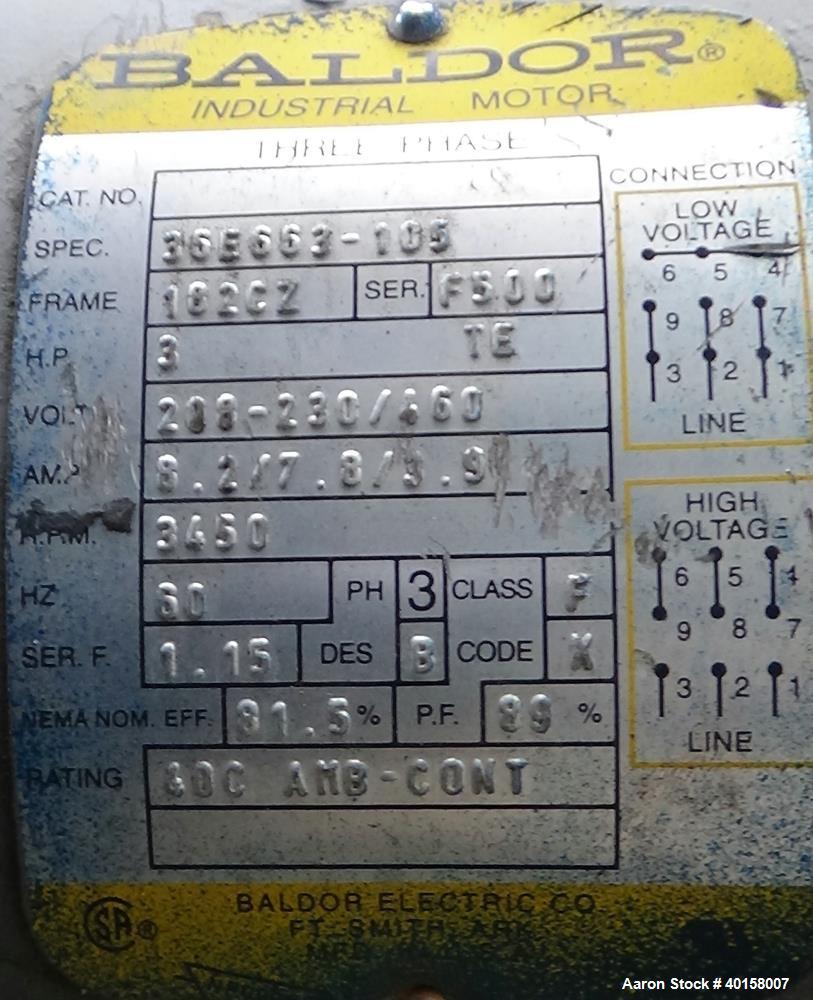 BALDOR®
INDUSTRIAL MOTOR
THREE PHASE
CAT. NO.
SPEC. 36E663-105
FRAME 182CZ SER. F500
H.P. 3 TE
VOLT 208-230/460
AMP 8.2/7.8/3.9
R.P.M. 3450
HZ 60 PH 3 CLASS F
SER. F. 1.15 DES B CODE K
NEMA NOM. EFF. 81.5% P.F. 89 %
RATING 40C AMB-CONT
CONNECTION
LOW
VOLTAGE
6 5 4
9 8 7
3 2 1
LINE
HIGH
VOLTAGE
6 5 4
9 8 7
3 2 1
LINE
SA®
BALDOR ELECTRIC CO.
FT. SMITH, ARK.
Aaron Stock # 40158007